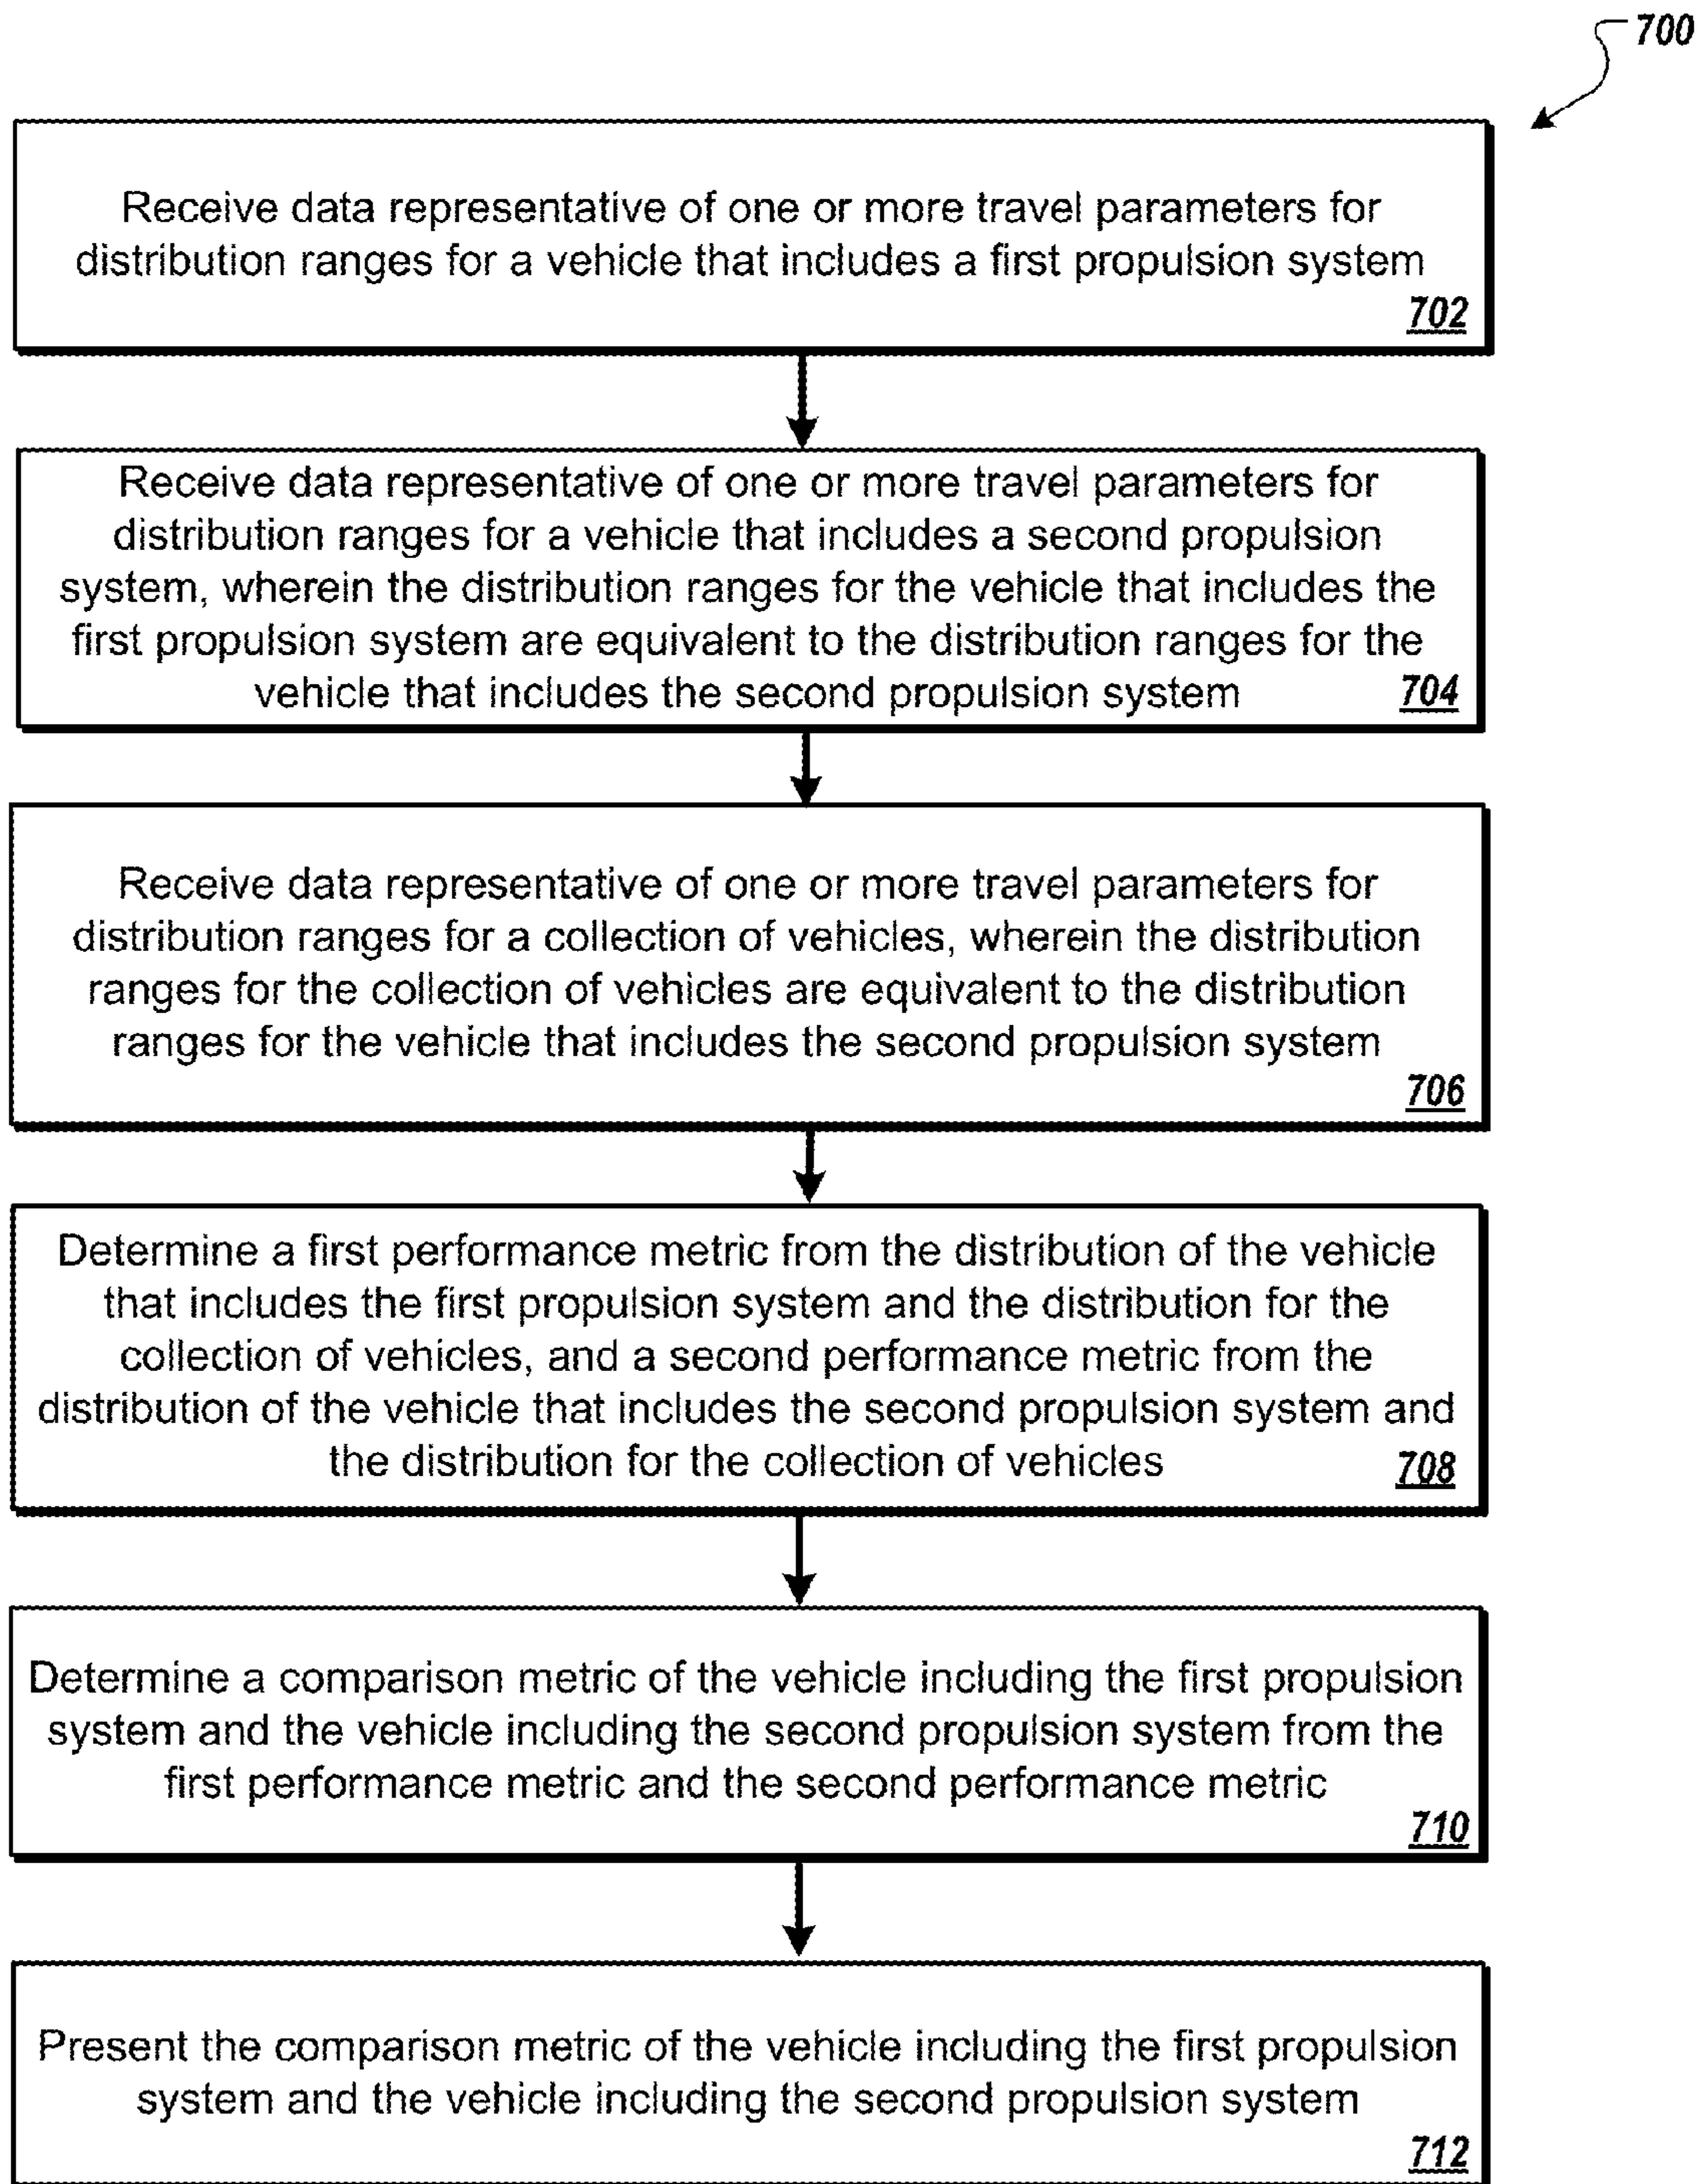 700
Receive data representative of one or more travel parameters for
distribution ranges for a vehicle that includes a first propulsion system
702
Receive data representative of one or more travel parameters for
distribution ranges for a vehicle that includes a second propulsion
system, wherein the distribution ranges for the vehicle that includes the
first propulsion system are equivalent to the distribution ranges for the
vehicle that includes the second propulsion system
704
Receive data representative of one or more travel parameters for
distribution ranges for a collection of vehicles, wherein the distribution
ranges for the collection of vehicles are equivalent to the distribution
ranges for the vehicle that includes the second propulsion system
706
Determine a first performance metric from the distribution of the vehicle
that includes the first propulsion system and the distribution for the
collection of vehicles, and a second performance metric from the
distribution of the vehicle that includes the second propulsion system and
the distribution for the collection of vehicles
708
Determine a comparison metric of the vehicle including the first propulsion
system and the vehicle including the second propulsion system from the
first performance metric and the second performance metric
710
Present the comparison metric of the vehicle including the first propulsion
system and the vehicle including the second propulsion system
712